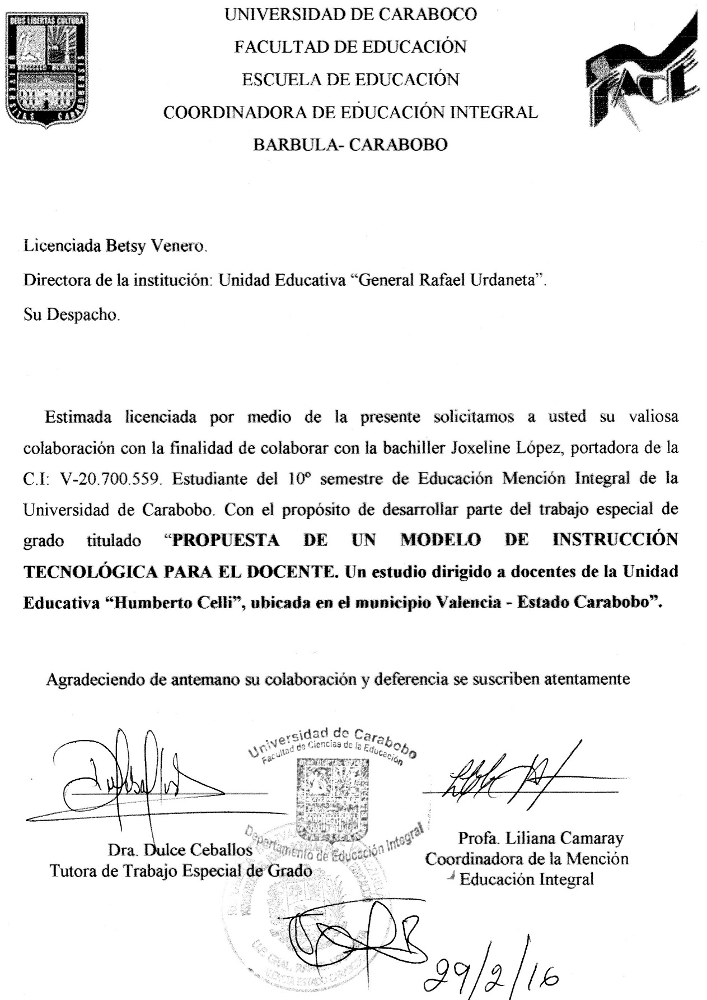 DEUS LIBERTAS CULTURA
UNIVERSITAS CARABOBENSIS
FACE
UNIVERSIDAD DE CARABOCO
FACULTAD DE EDUCACIÓN
ESCUELA DE EDUCACIÓN
COORDINADORA DE EDUCACIÓN INTEGRAL
BARBULA- CARABOBO
Licenciada Betsy Venero.
Directora de la institución: Unidad Educativa “General Rafael Urdaneta”.
Su Despacho.
Estimada licenciada por medio de la presente solicitamos a usted su valiosa
colaboración con la finalidad de colaborar con la bachiller Joxeline López, portadora de la
C.I: V-20.700.559. Estudiante del 10º semestre de Educación Mención Integral de la
Universidad de Carabobo. Con el propósito de desarrollar parte del trabajo especial de
grado titulado “PROPUESTA DE UN MODELO DE INSTRUCCIÓN
TECNOLÓGICA PARA EL DOCENTE. Un estudio dirigido a docentes de la Unidad
Educativa “Humberto Celli”, ubicada en el municipio Valencia - Estado Carabobo”.
Agradeciendo de antemano su colaboración y deferencia se suscriben atentamente
Universidad de Carabobo
Facultad de Ciencias de la Educación
Departamento de Educación Integral
Dra. Dulce Ceballos
Tutora de Trabajo Especial de Grado
Profa. Liliana Camaray
Coordinadora de la Mención
Educación Integral
U.E. GRAL.
ESTADO
29/2/16